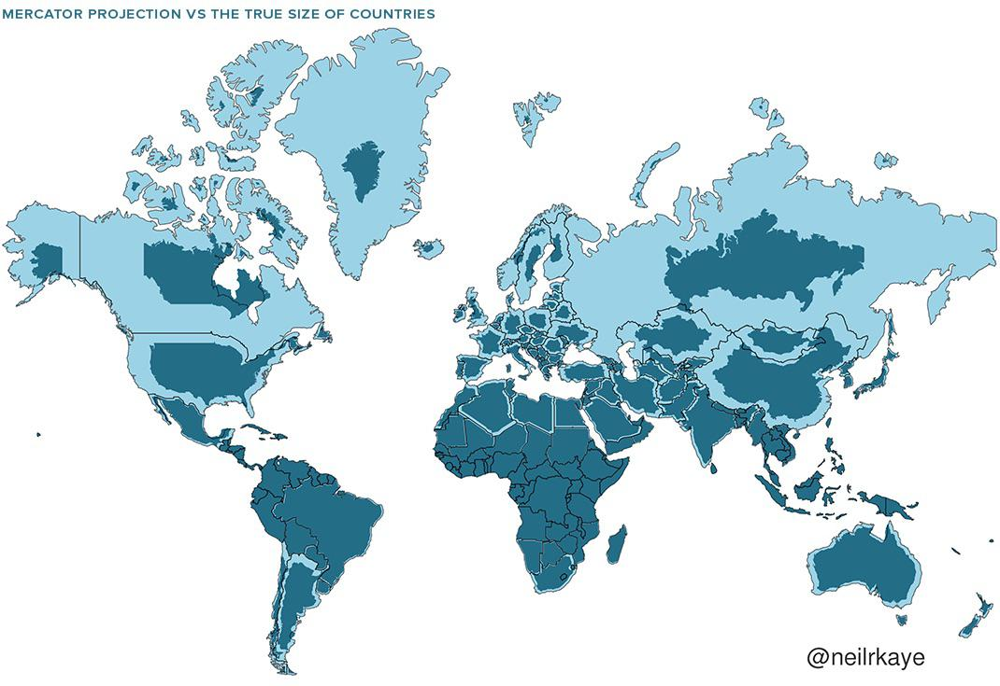 MERCATOR PROJECTION VS THE TRUE SIZE OF COUNTRIES
@neilrkaye